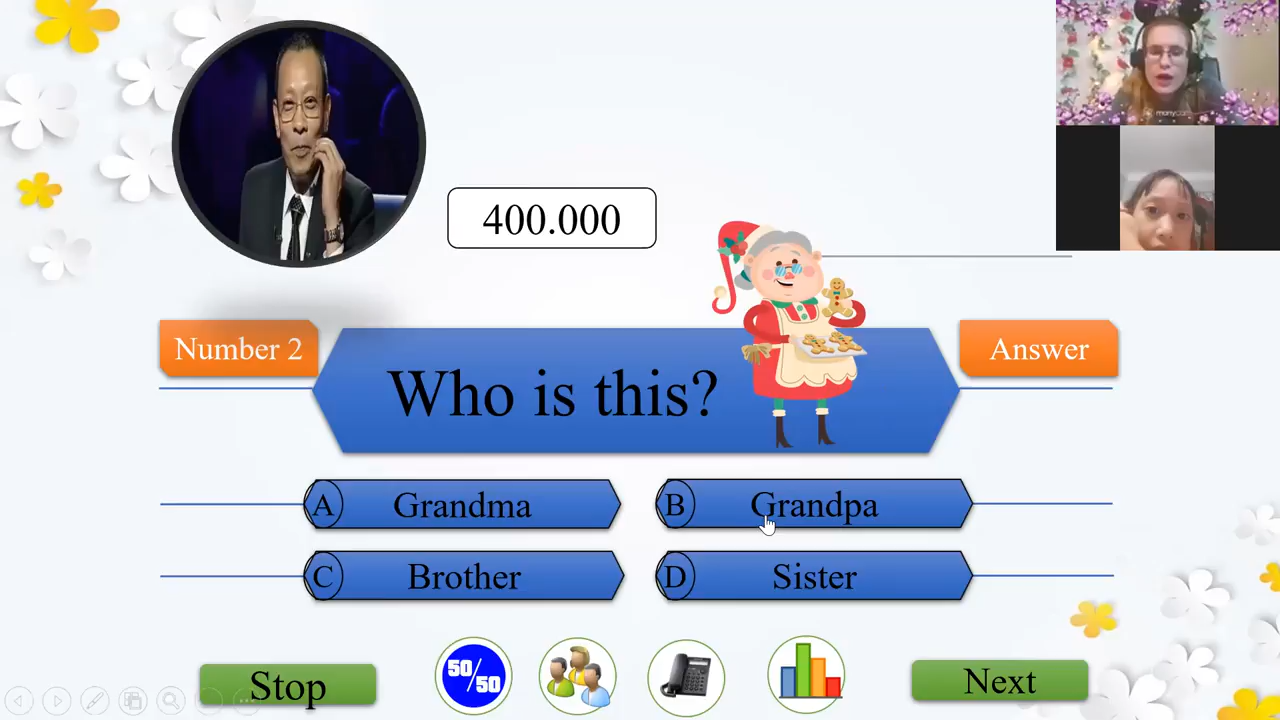 400.000
Number 2
Who is this?
Answer
A Grandma
B Grandpa
C Brother
D Sister
Stop
50/50
Next